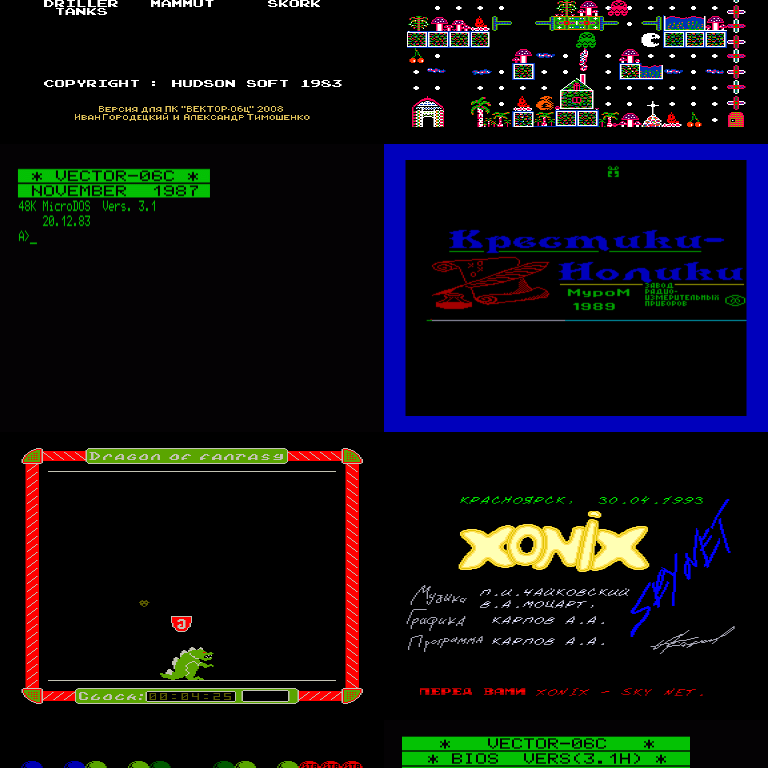 DRILLER MAMMUT SKORK
TANKS
COPYRIGHT : HUDSON SOFT 1983
Версия для ПК "ВЕКТОР-06Ц" 2008
Иван Городецкий и Александр Тимошенко
* VECTOR-06C *
NOVEMBER 1987
48K MicroDOS Vers. 3.1
20.12.83
A>_
Крестики-
Нолики
Муром
1989
ЗАВОД
РАДИО-
ИЗМЕРИТЕЛЬНЫХ
ПРИБОРОВ
Dragon of fantasy
Clock: 00:04:25
КРАСНОЯРСК, 30.04.1993
XONIX
SKY NET
Музыка П.И.ЧАЙКОВСКИЙ
В.А.МОЦАРТ,
Графика КАРПОВ А.А.
Программа КАРПОВ А.А.
ПЕРЕД ВАМИ XONIX - SKY NET.
* VECTOR-06C *
* BIOS VERS(3.1H) *